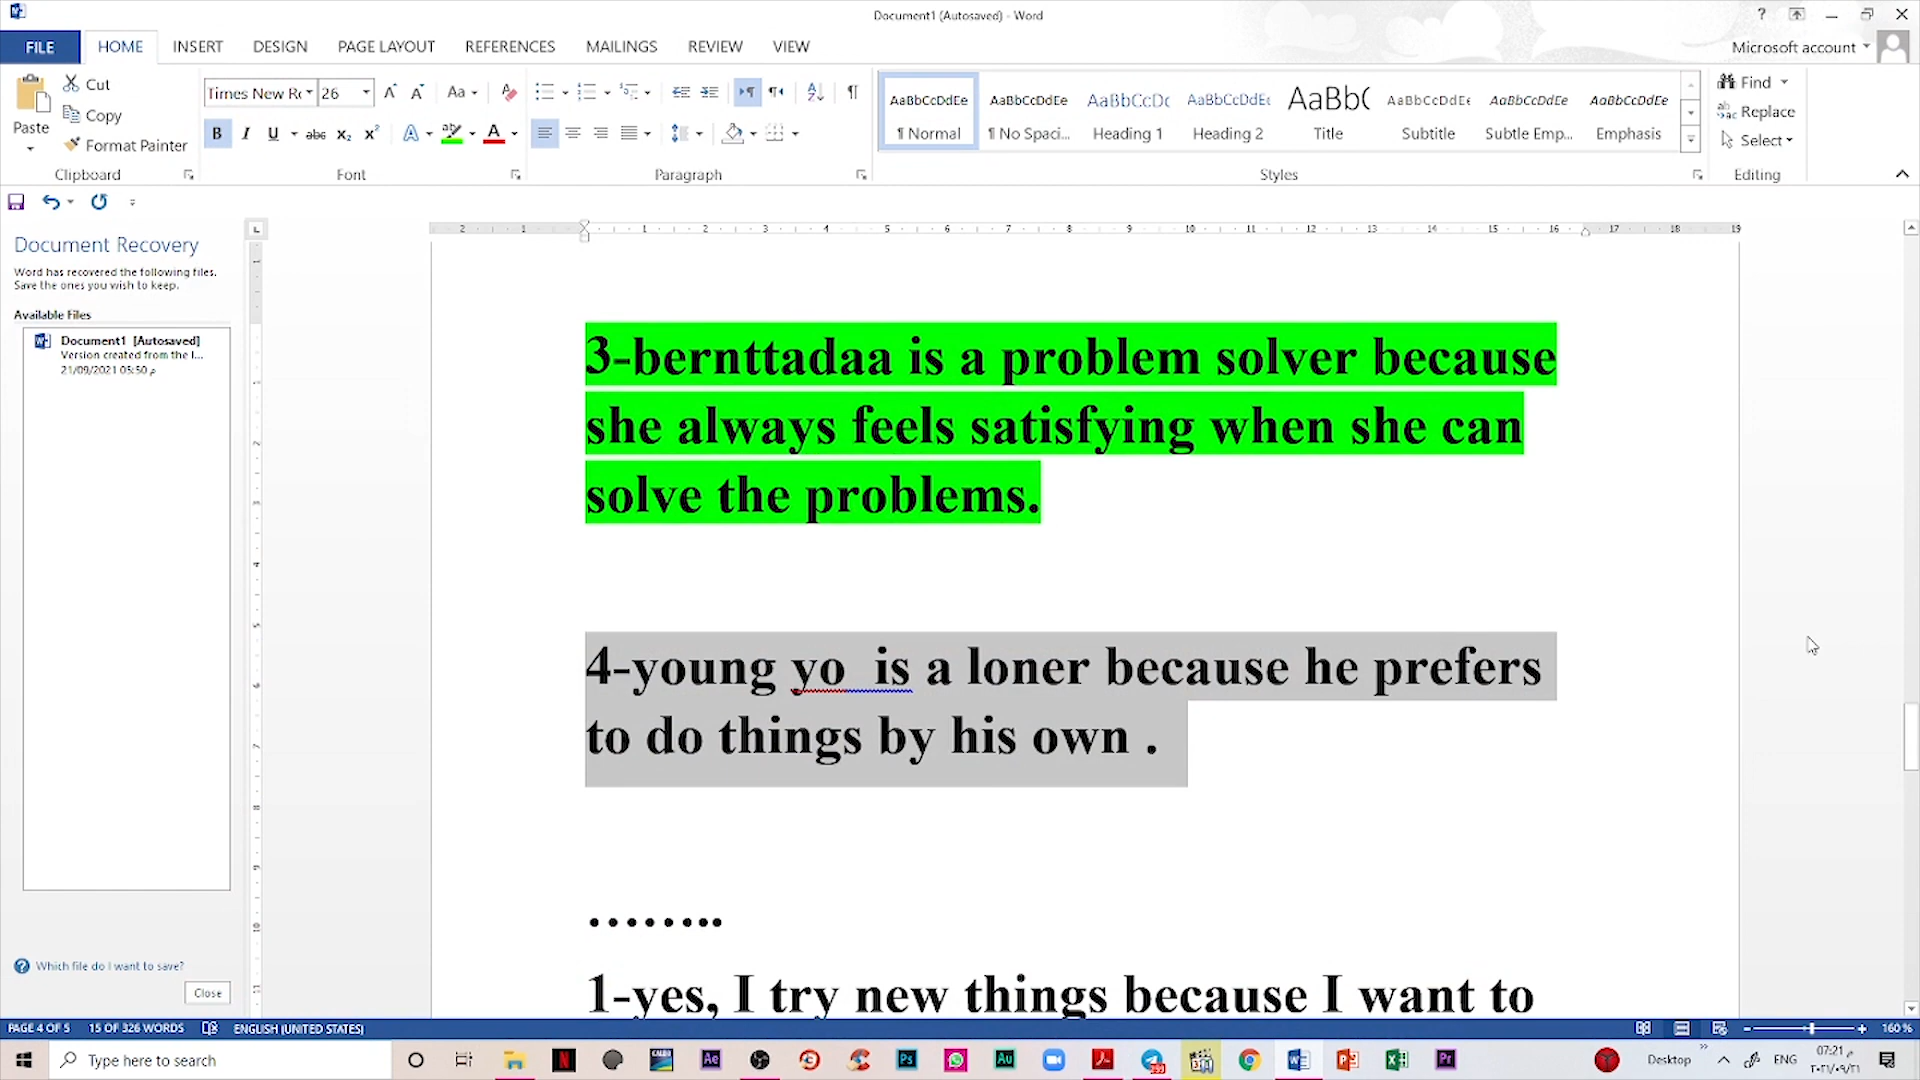 Document1 (Autosaved) - Word
FILE HOME INSERT DESIGN PAGE LAYOUT REFERENCES MAILINGS REVIEW VIEW
Microsoft account
Paste
Cut
Copy
Format Painter
Clipboard
Times New Ro 26
Font
Paragraph
AaBbCcDdEe AaBbCcDdEe AaBbCcDc AaBbCcDdEc AaBb( AaBbCcDdEe AaBbCcDdEe AaBbCcDdEe
¶ Normal ¶ No Spaci... Heading 1 Heading 2 Title Subtitle Subtle Emp... Emphasis
Styles
Find
Replace
Select
Editing
Document Recovery
Word has recovered the following files.
Save the ones you wish to keep.
Available Files
Document1 [Autosaved]
Version created from the l...
21/09/2021 05:50 م
Which file do I want to save?
Close
3-bernttadaa is a problem solver because
she always feels satisfying when she can
solve the problems.
4-young yo is a loner because he prefers
to do things by his own .
........
1-yes, I try new things because I want to
PAGE 4 OF 5 15 OF 326 WORDS ENGLISH (UNITED STATES)
160 %
Type here to search
Desktop
ENG
07:21 م
٢٠٢١/٠٩/٢١